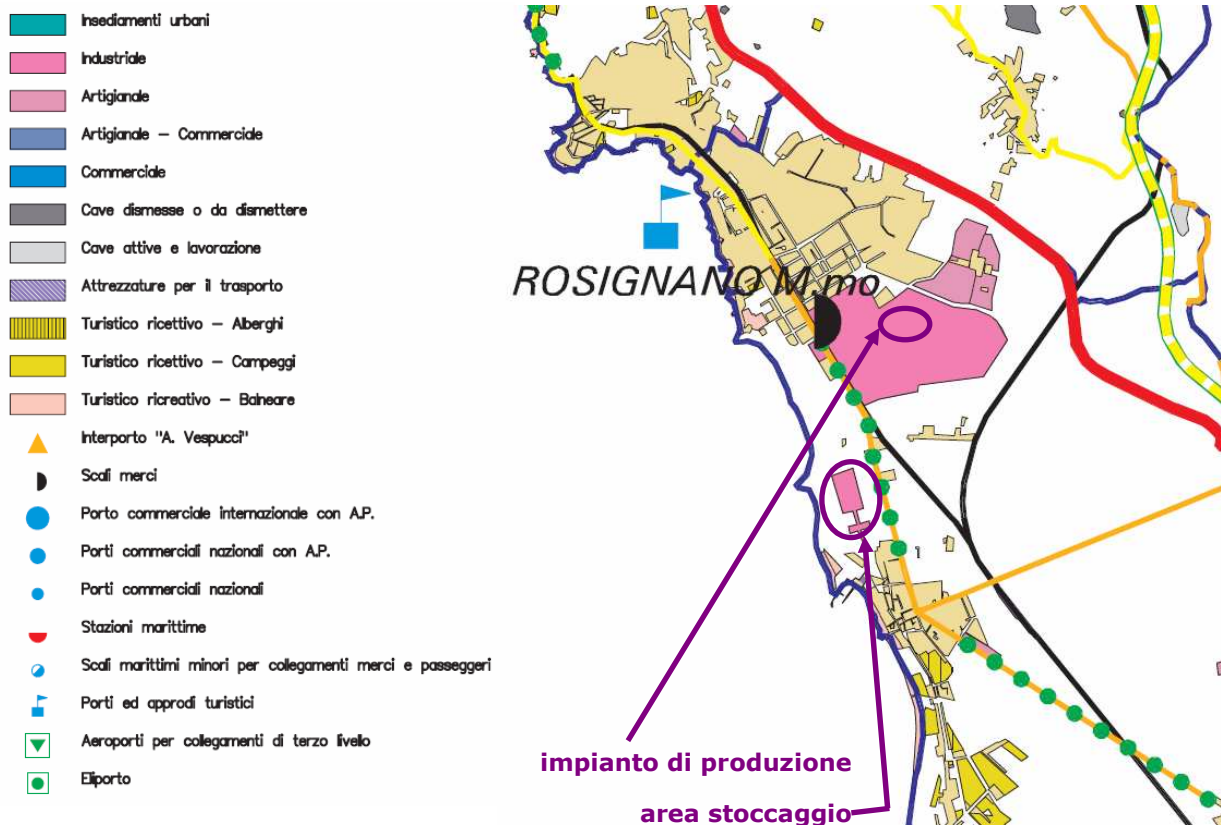 Insediamenti urbani
Industriale
Artigianale
Artigianale – Commerciale
Commerciale
Cave dismesse o da dismettere
Cave attive e lavorazione
Attrezzature per il trasporto
Turistico ricettivo – Alberghi
Turistico ricettivo – Campeggi
Turistico ricreativo – Balneare
Interporto "A. Vespucci"
Scali merci
Porto commerciale internazionale con A.P.
Porti commerciali nazionali con A.P.
Porti commerciali nazionali
Stazioni marittime
Scali marittimi minori per collegamenti merci e passeggeri
Porti ed approdi turistici
Aeroporti per collegamenti di terzo livello
Eliporto
ROSIGNANO M.mo
impianto di produzione
area stoccaggio